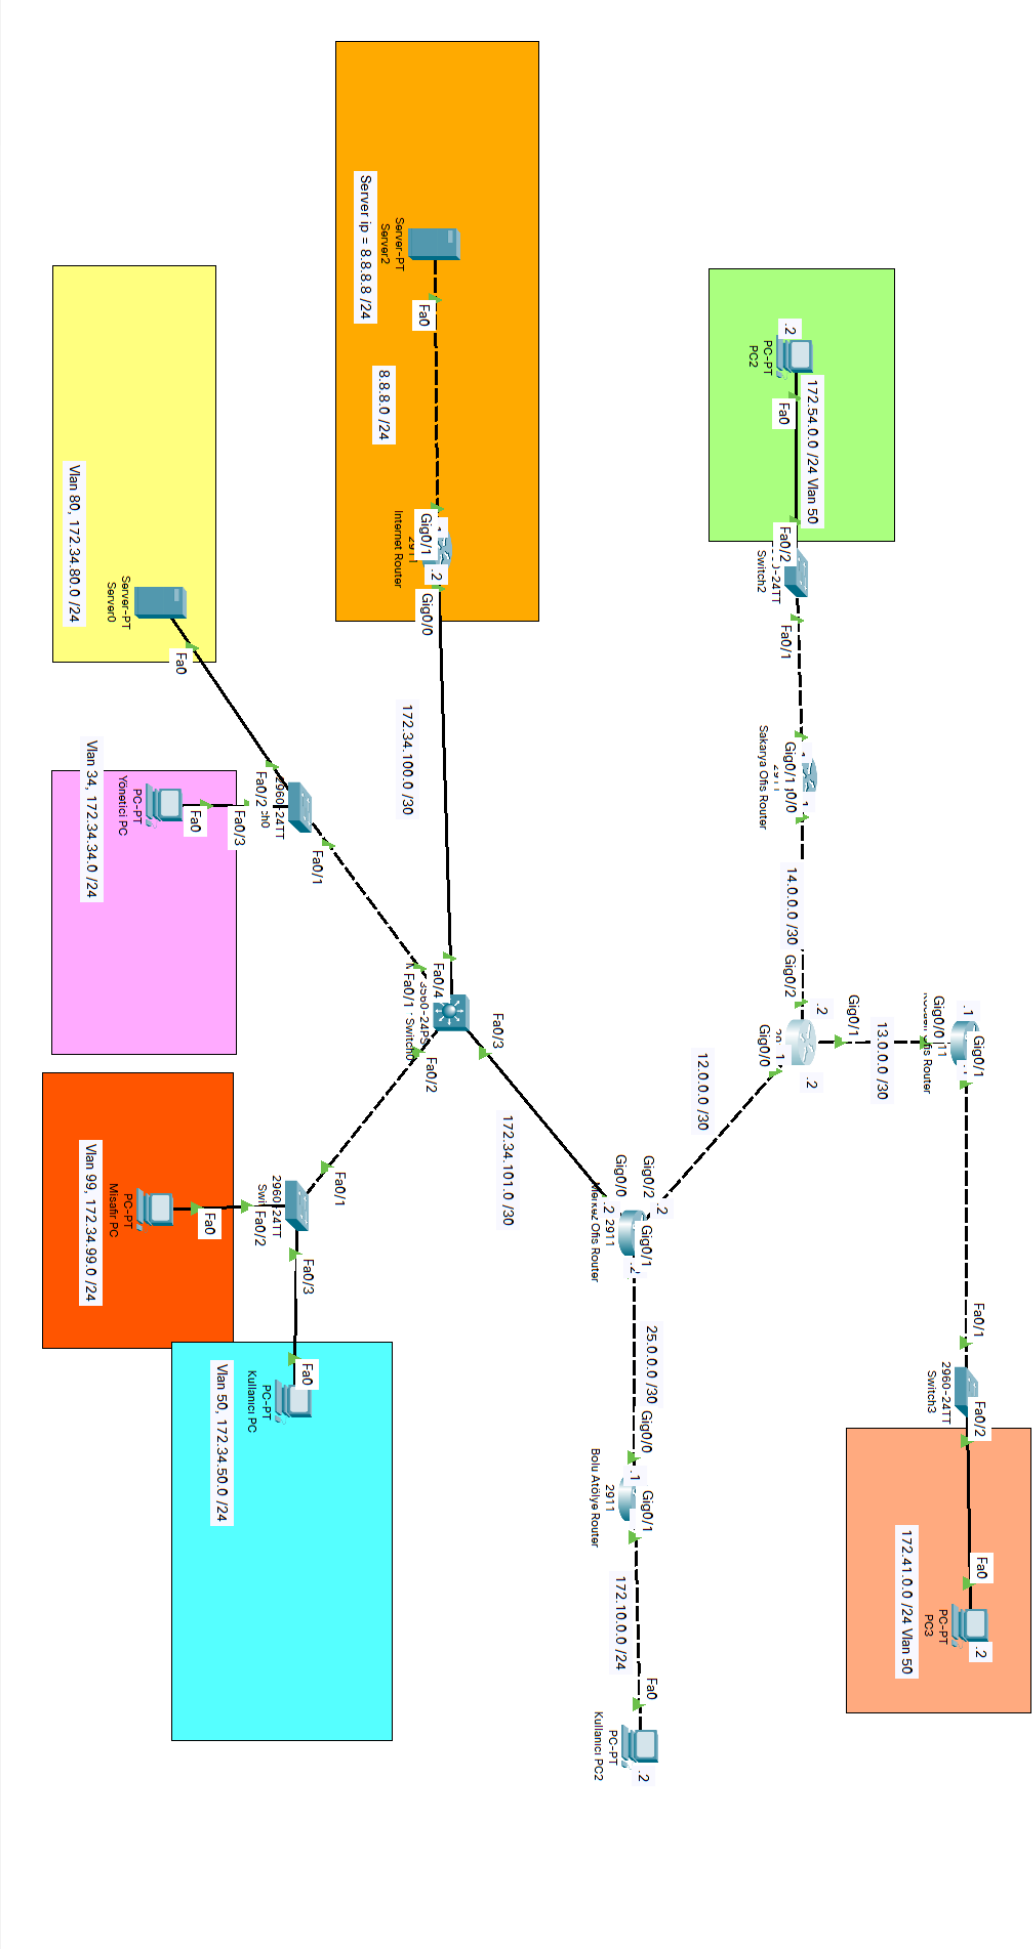 172.41.0.0 /24 Vlan 50
PC-PT
PC3
.2
Fa0
Fa0/2
2960-24TT
Switch3
Fa0/1
Gig0/1
.1
Gig0/0
Router
13.0.0.0 /30
Gig0/1
.2
.2
Gig0/2
Gig0/0
14.0.0.0 /30
12.0.0.0 /30
172.54.0.0 /24 Vlan 50
.2
PC-PT
PC2
Fa0
Fa0/2
Switch2
Fa0/1
Gig0/1
Sakarya Ofis Router
Gig0/2
.2
Gig0/0
.2
2911
Merkez Ofis Router
Gig0/1
25.0.0.0 /30
Gig0/0
.1
Gig0/1
2911
Bolu Atölye Router
172.10.0.0 /24
Fa0
.2
PC-PT
Kullanıcı PC2
172.34.101.0 /30
Fa0/3
Fa0/4
Fa0/1
Fa0/2
172.34.100.0 /30
Server-PT
Server2
Server ip = 8.8.8.8 /24
Fa0
8.8.8.0 /24
Gig0/1
.2
Internet Router
Gig0/0
Server-PT
Server0
Vlan 80, 172.34.80.0 /24
Fa0
Fa0/2
2960-24TT
Fa0/1
Fa0/3
Fa0
PC-PT
Yönetici PC
Vlan 34, 172.34.34.0 /24
Fa0/1
2960-24TT
Fa0/2
Fa0/3
Fa0
PC-PT
Misafir PC
Vlan 99, 172.34.99.0 /24
Fa0
PC-PT
Kullanıcı PC
Vlan 50, 172.34.50.0 /24